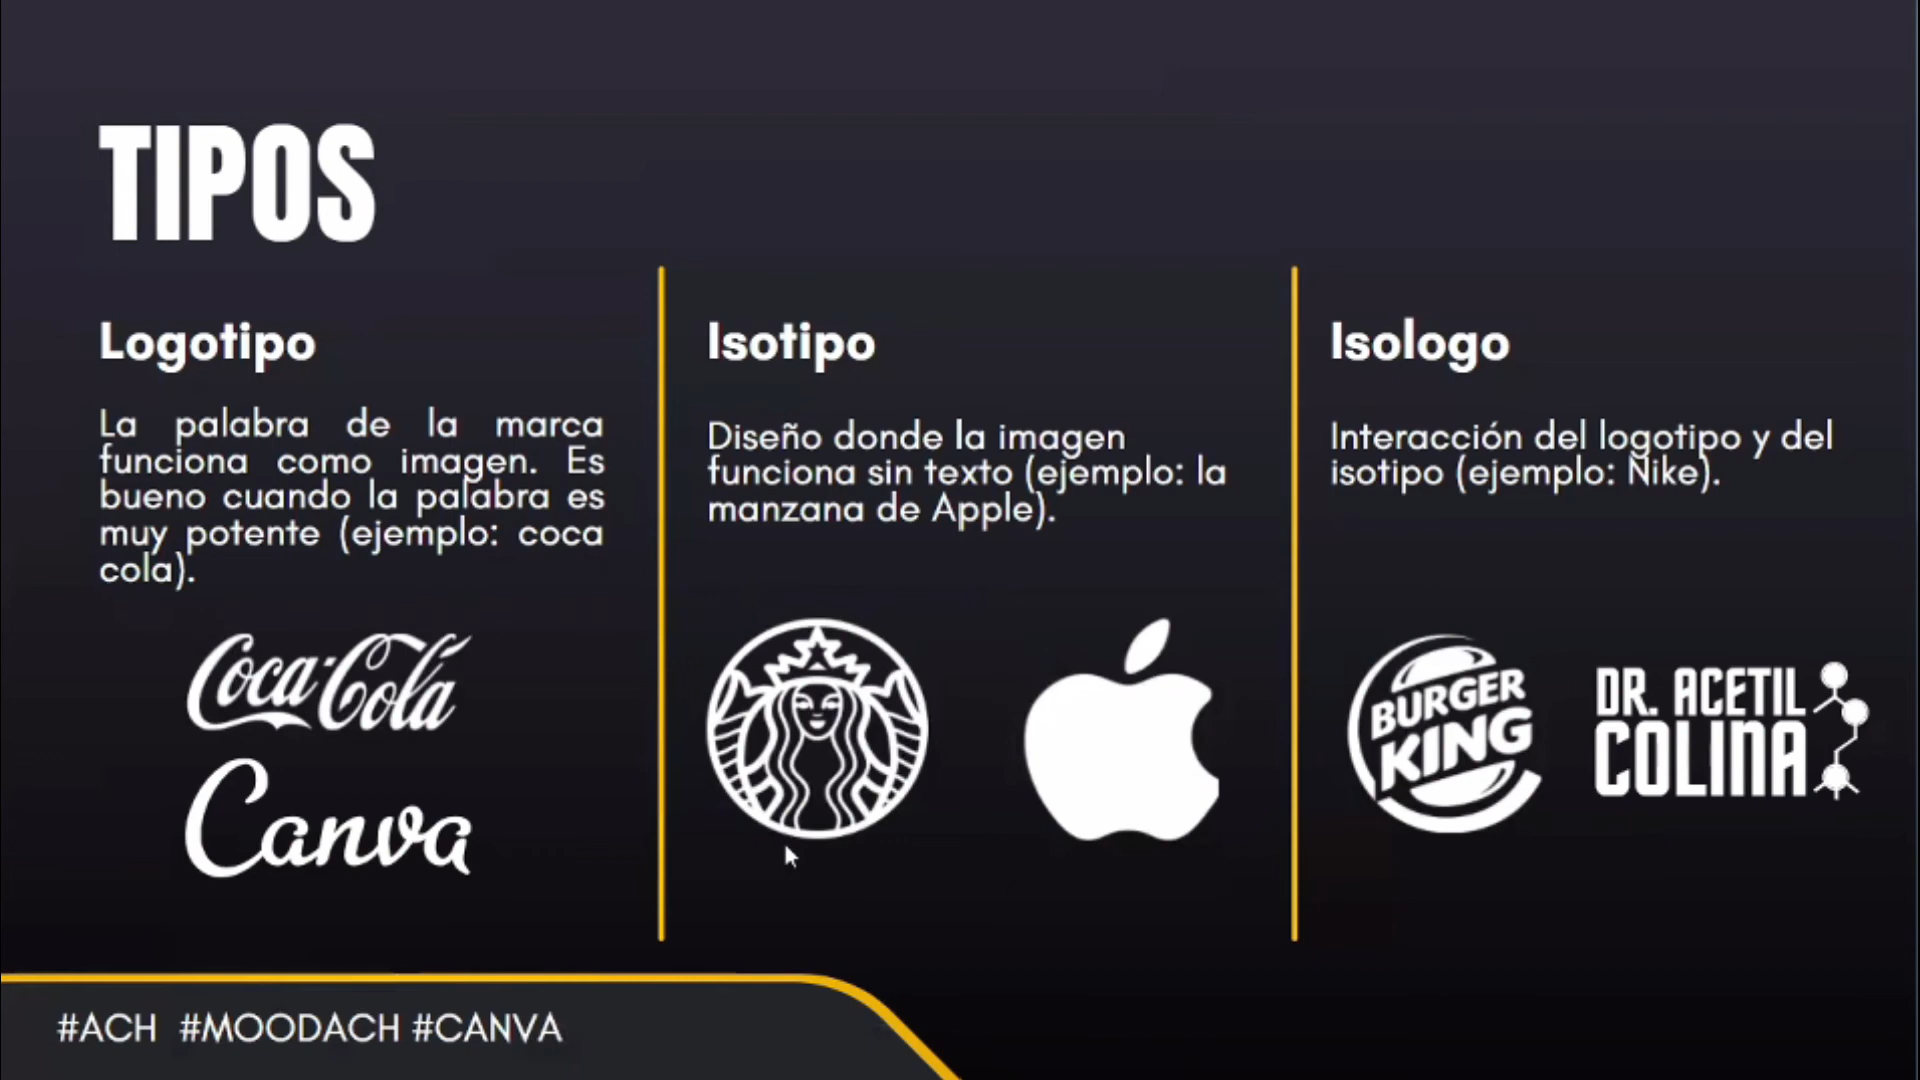 TIPOS
Logotipo
La palabra de la marca
funciona como imagen. Es
bueno cuando la palabra es
muy potente (ejemplo: coca
cola).
Coca-Cola
Canva
Isotipo
Diseño donde la imagen
funciona sin texto (ejemplo: la
manzana de Apple).
Isologo
Interacción del logotipo y del
isotipo (ejemplo: Nike).
BURGER
KING
DR. ACETIL
COLINA
#ACH #MOODACH #CANVA